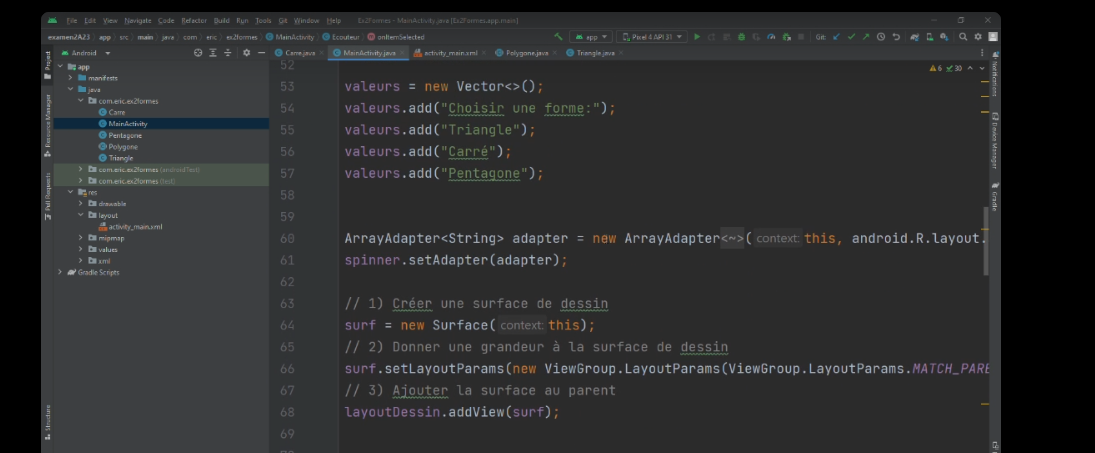 File Edit View Navigate Code Refactor Build Run Tools Git Window Help Ex2Formes - MainActivity.java [Ex2Formes.app.main]
examen2A23 app src main java com eric ex2formes MainActivity Ecouteur onItemSelected app Pixel 4 API 31 Git:
Android Carre.java MainActivity.java activity_main.xml Polygone.java Triangle.java
Project
Resource Manager
Pull Requests
Structure
app
manifests
java
com.eric.ex2formes
Carre
MainActivity
Pentagone
Polygone
Triangle
com.eric.ex2formes (androidTest)
com.eric.ex2formes (test)
res
drawable
layout
activity_main.xml
mipmap
values
xml
Gradle Scripts
6 30
52
53 valeurs = new Vector<>();
54 valeurs.add("Choisir une forme:");
55 valeurs.add("Triangle");
56 valeurs.add("Carré");
57 valeurs.add("Pentagone");
58
59
60 ArrayAdapter<String> adapter = new ArrayAdapter<~>( context: this, android.R.layout.
61 spinner.setAdapter(adapter);
62
63 // 1) Créer une surface de dessin
64 surf = new Surface( context: this);
65 // 2) Donner une grandeur à la surface de dessin
66 surf.setLayoutParams(new ViewGroup.LayoutParams(ViewGroup.LayoutParams.MATCH_PARE
67 // 3) Ajouter la surface au parent
68 layoutDessin.addView(surf);
69
Notifications
Device Manager
Gradle